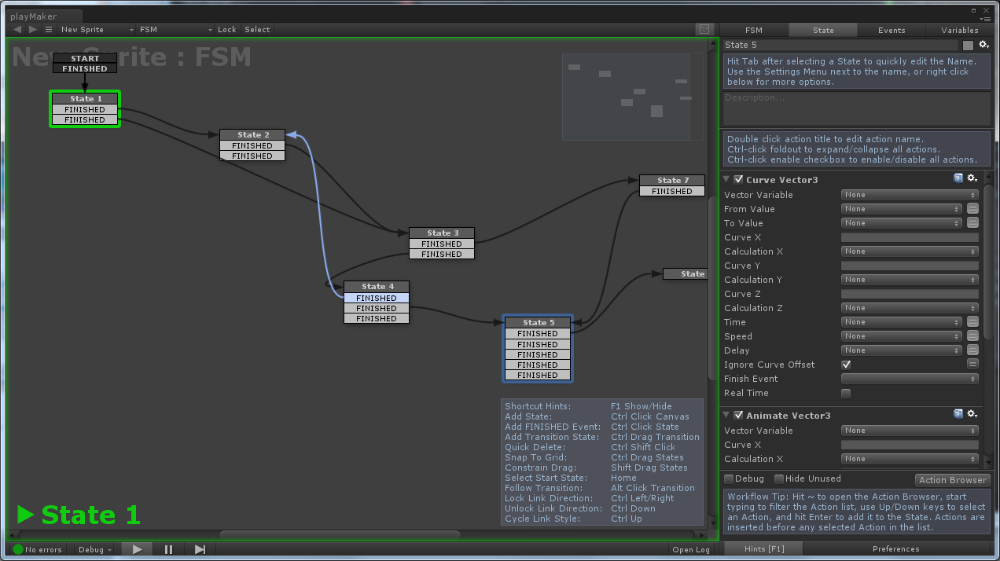 playMaker
New Sprite FSM Lock Select
FSM State Events Variables
New Sprite : FSM
START
FINISHED
State 1
FINISHED
FINISHED
State 2
FINISHED
FINISHED
State 7
FINISHED
State 3
FINISHED
FINISHED
State
State 4
FINISHED
FINISHED
FINISHED
State 5
FINISHED
FINISHED
FINISHED
FINISHED
FINISHED
Shortcut Hints: F1 Show/Hide
Add State: Ctrl Click Canvas
Add FINISHED Event: Ctrl Click State
Add Transition State: Ctrl Drag Transition
Quick Delete: Ctrl Shift Click
Snap To Grid: Ctrl Drag States
Constrain Drag: Shift Drag States
Select Start State: Home
Follow Transition: Alt Click Transition
Lock Link Direction: Ctrl Left/Right
Unlock Link Direction: Ctrl Down
Cycle Link Style: Ctrl Up
State 1
No errors Debug Open Log
State 5
Hit Tab after selecting a State to quickly edit the Name.
Use the Settings Menu next to the name, or right click
below for more options.
Description...
Double click action title to edit action name.
Ctrl-click foldout to expand/collapse all actions.
Ctrl-click enable checkbox to enable/disable all actions.
Curve Vector3
Vector Variable None
From Value None
To Value None
Curve X
Calculation X None
Curve Y
Calculation Y None
Curve Z
Calculation Z None
Time None
Speed None
Delay None
Ignore Curve Offset
Finish Event
Real Time
Animate Vector3
Vector Variable None
Curve X
Calculation X None
Debug Hide Unused Action Browser
Workflow Tip: Hit ~ to open the Action Browser, start
typing to filter the Action list, use Up/Down keys to select
an Action, and hit Enter to add it to the State. Actions are
inserted before any selected Action in the list.
Hints [F1] Preferences